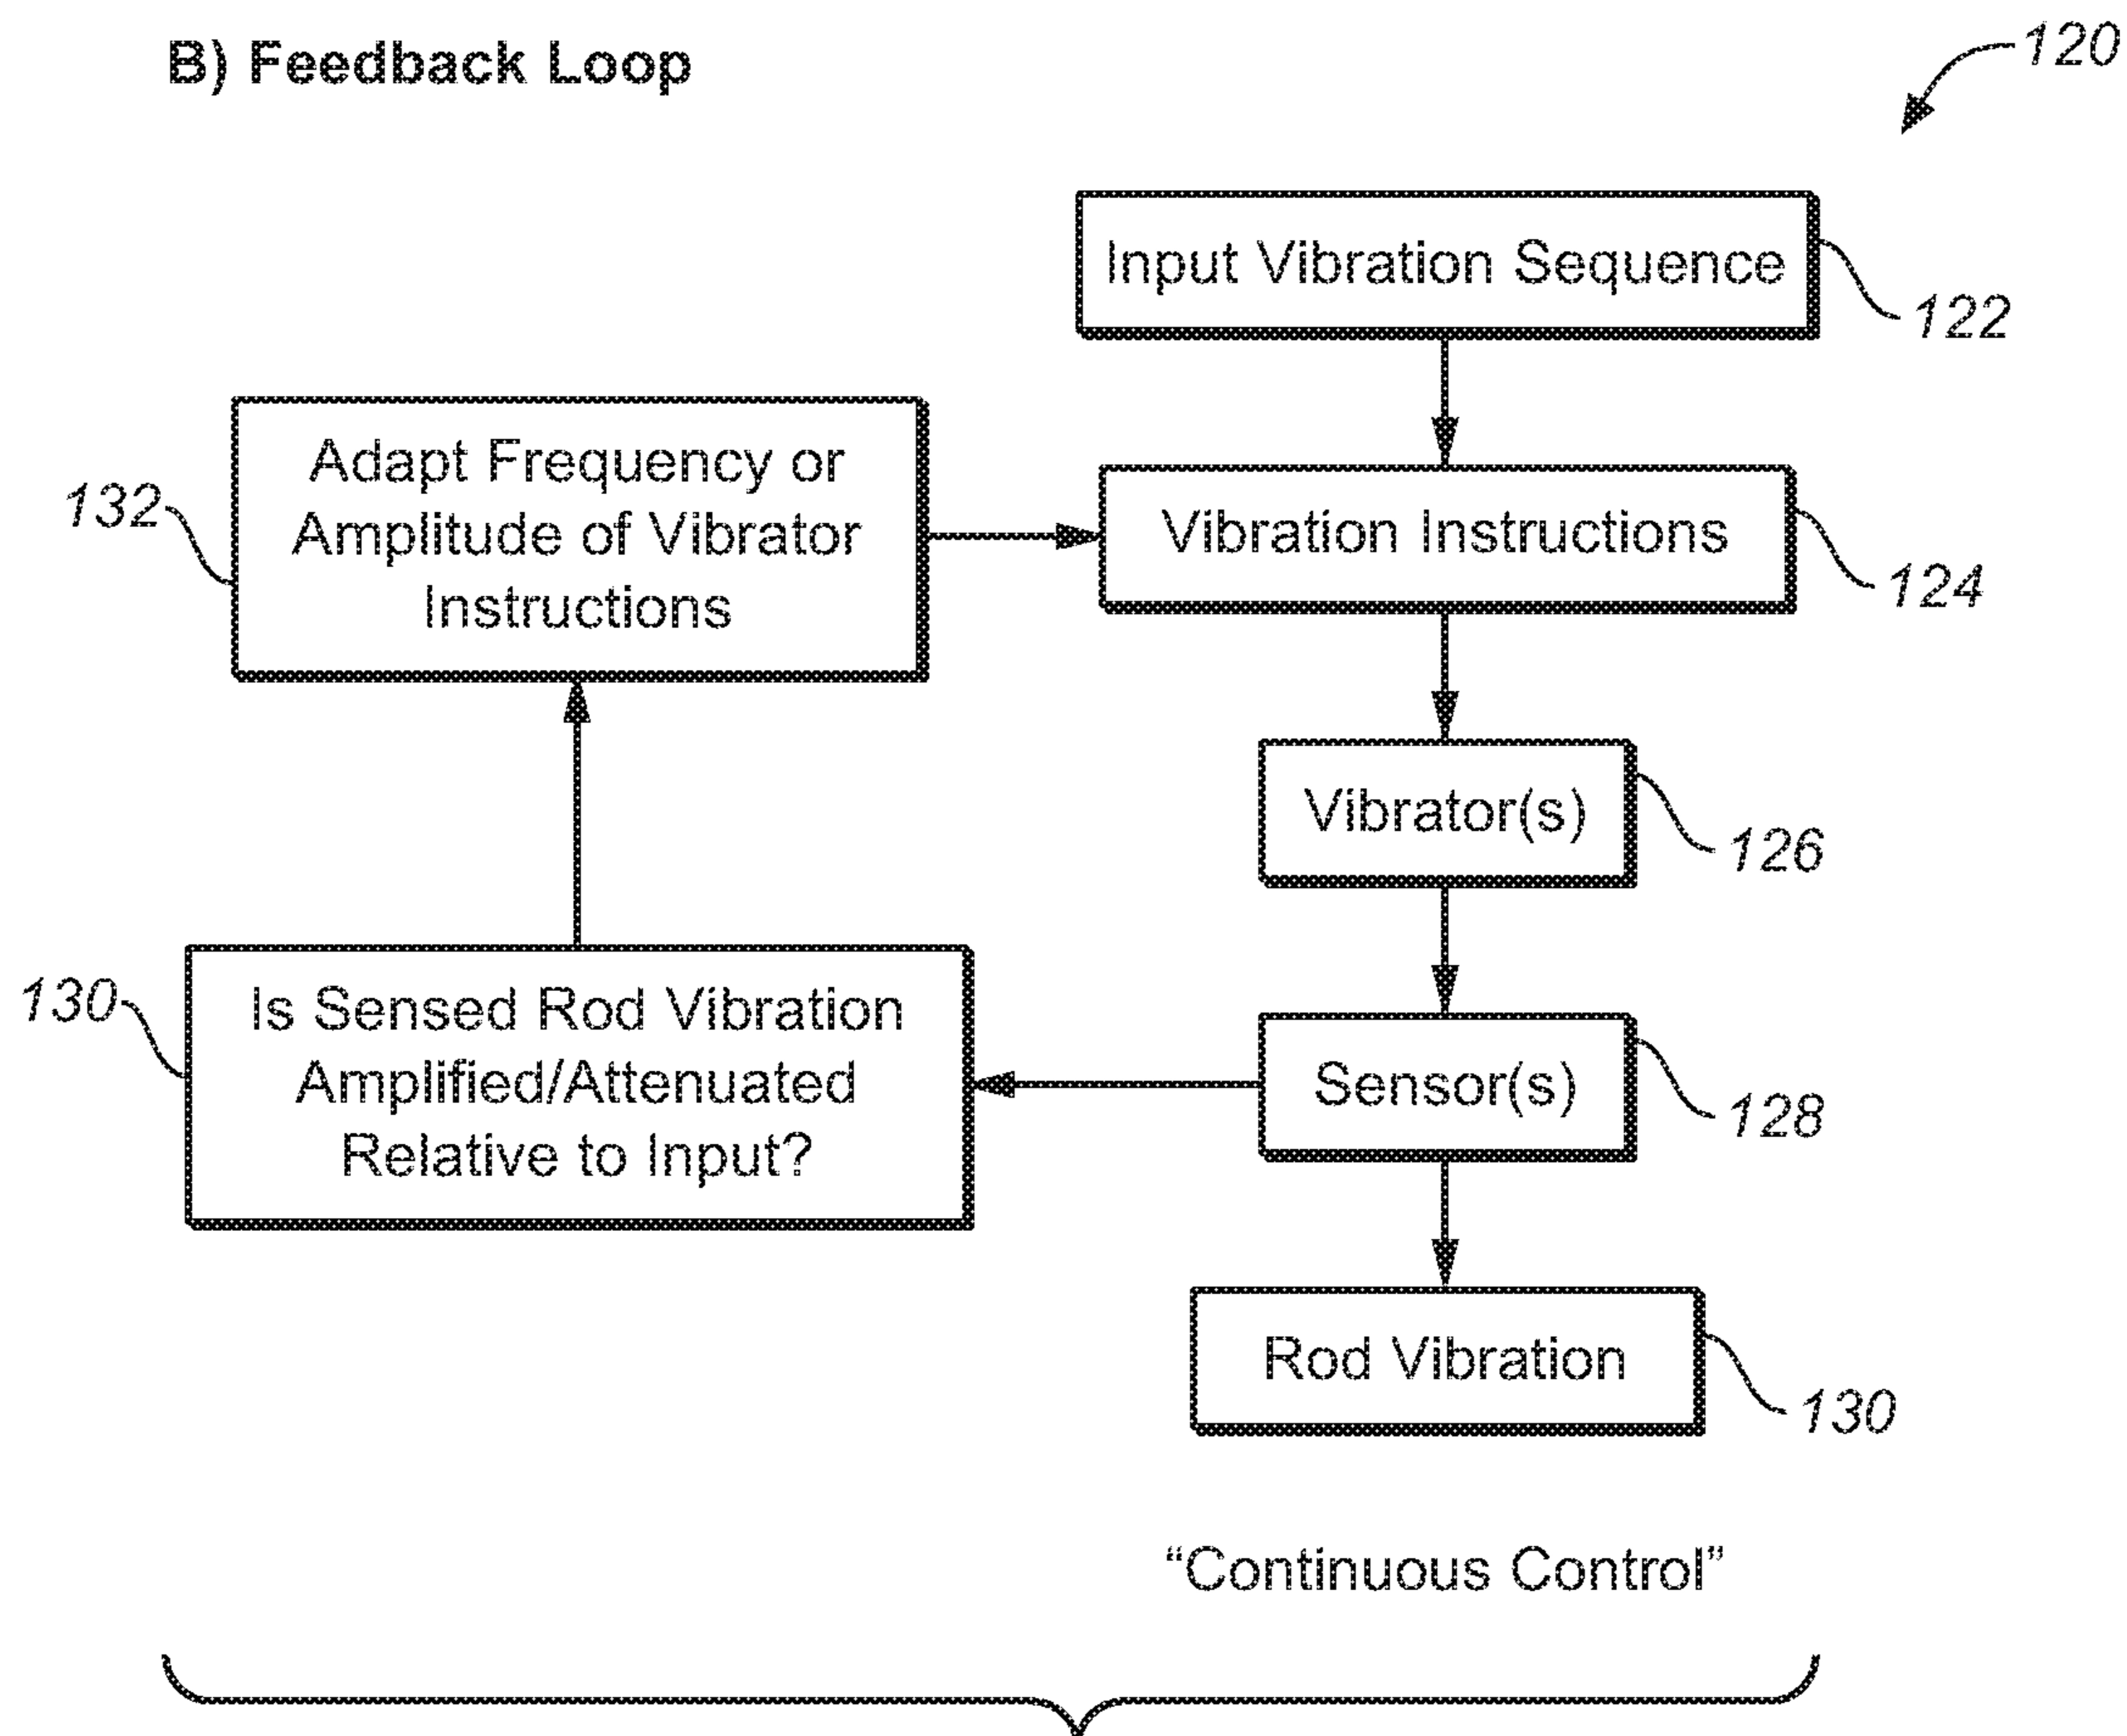 B) Feedback Loop
120
Input Vibration Sequence
122
Adapt Frequency or
Amplitude of Vibrator
Instructions
132
Vibration Instructions
124
Vibrator(s)
126
130
Is Sensed Rod Vibration
Amplified/Attenuated
Relative to Input?
Sensor(s)
128
Rod Vibration
130
“Continuous Control”